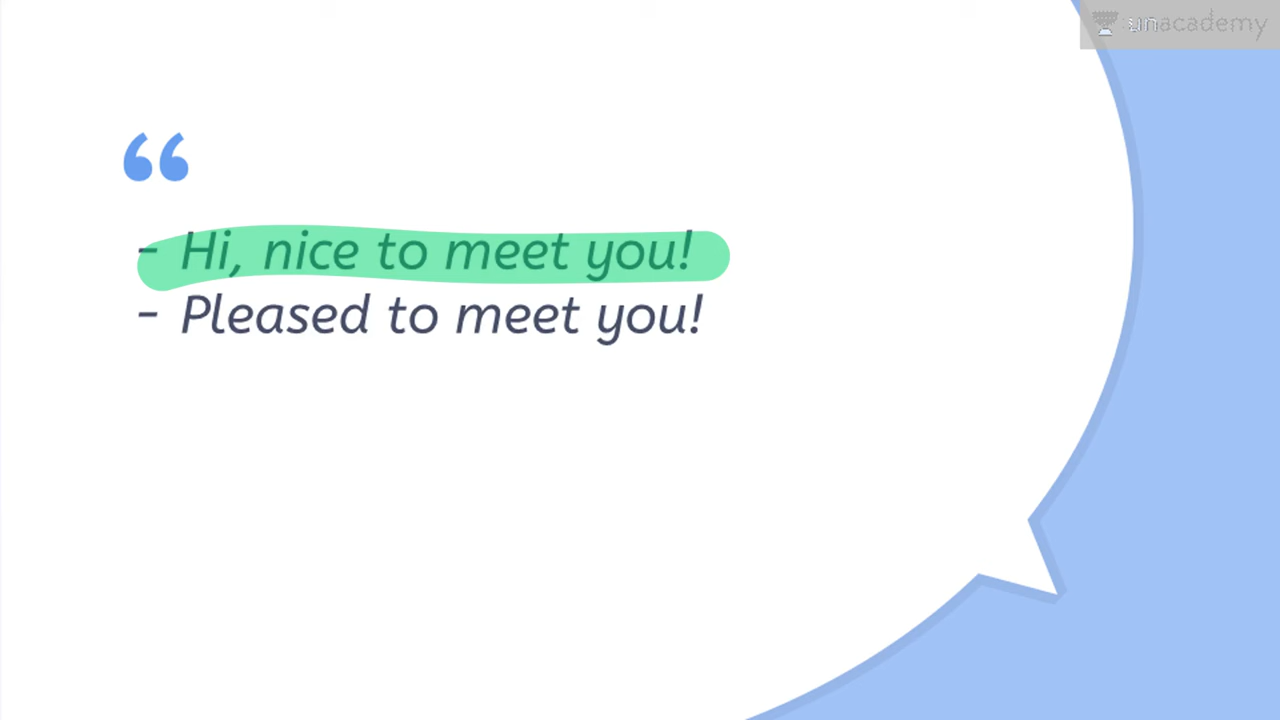 unacademy
“
- Hi, nice to meet you!
- Pleased to meet you!